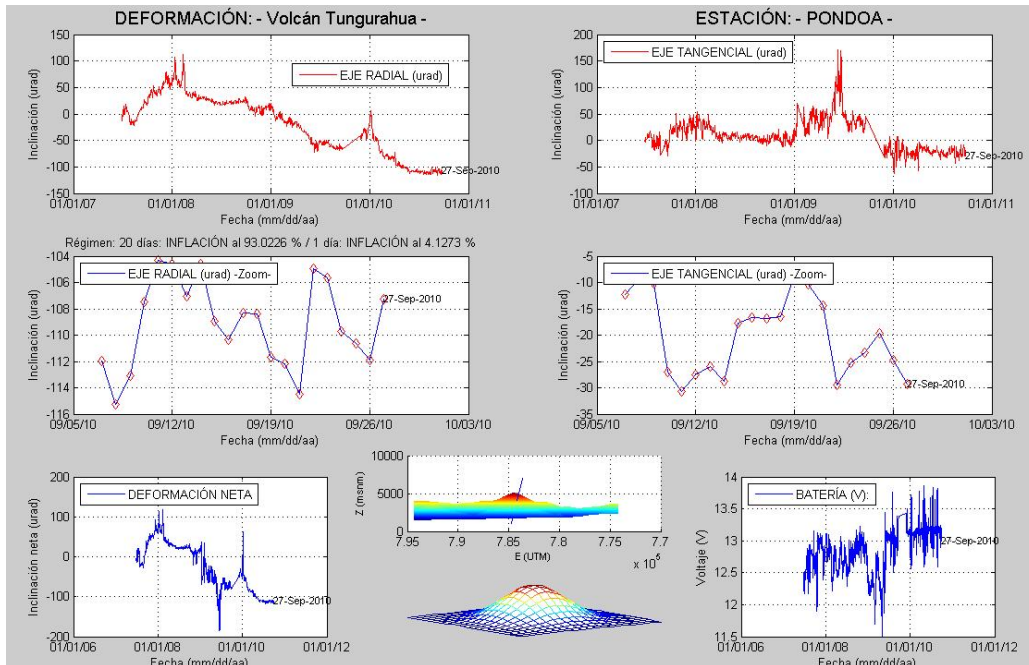 DEFORMACIÓN: - Volcán Tungurahua -
ESTACIÓN: - PONDOA -
150
100
50
0
-50
-100
-150
Inclinación (urad)
EJE RADIAL (urad)
27-Sep-2010
01/01/07
01/01/08
01/01/09
01/01/10
01/01/11
Fecha (mm/dd/aa)
200
150
100
50
0
-50
-100
Inclinación (urad)
EJE TANGENCIAL (urad)
27-Sep-2010
01/01/07
01/01/08
01/01/09
01/01/10
01/01/11
Fecha (mm/dd/aa)
Régimen: 20 días: INFLACIÓN al 93.0226 % / 1 día: INFLACIÓN al 4.1273 %
-104
-106
-108
-110
-112
-114
-116
Inclinación (urad)
EJE RADIAL (urad) -Zoom-
27-Sep-2010
09/05/10
09/12/10
09/19/10
09/26/10
10/03/10
Fecha (mm/dd/aa)
-5
-10
-15
-20
-25
-30
-35
Inclinación (urad)
EJE TANGENCIAL (urad) -Zoom-
27-Sep-2010
09/05/10
09/12/10
09/19/10
09/26/10
10/03/10
Fecha (mm/dd/aa)
200
100
0
-100
-200
Inclinación neta (urad)
DEFORMACIÓN NETA
27-Sep-2010
01/01/06
01/01/08
01/01/10
01/01/12
Fecha (mm/dd/aa)
10000
5000
0
Z (msnm)
7.95
7.9
7.85
7.8
7.75
7.7
E (UTM)
x 10^5
14
13.5
13
12.5
12
11.5
Voltaje (V)
BATERÍA (V):
27-Sep-2010
01/01/06
01/01/08
01/01/10
01/01/12
Fecha (mm/dd/aa)